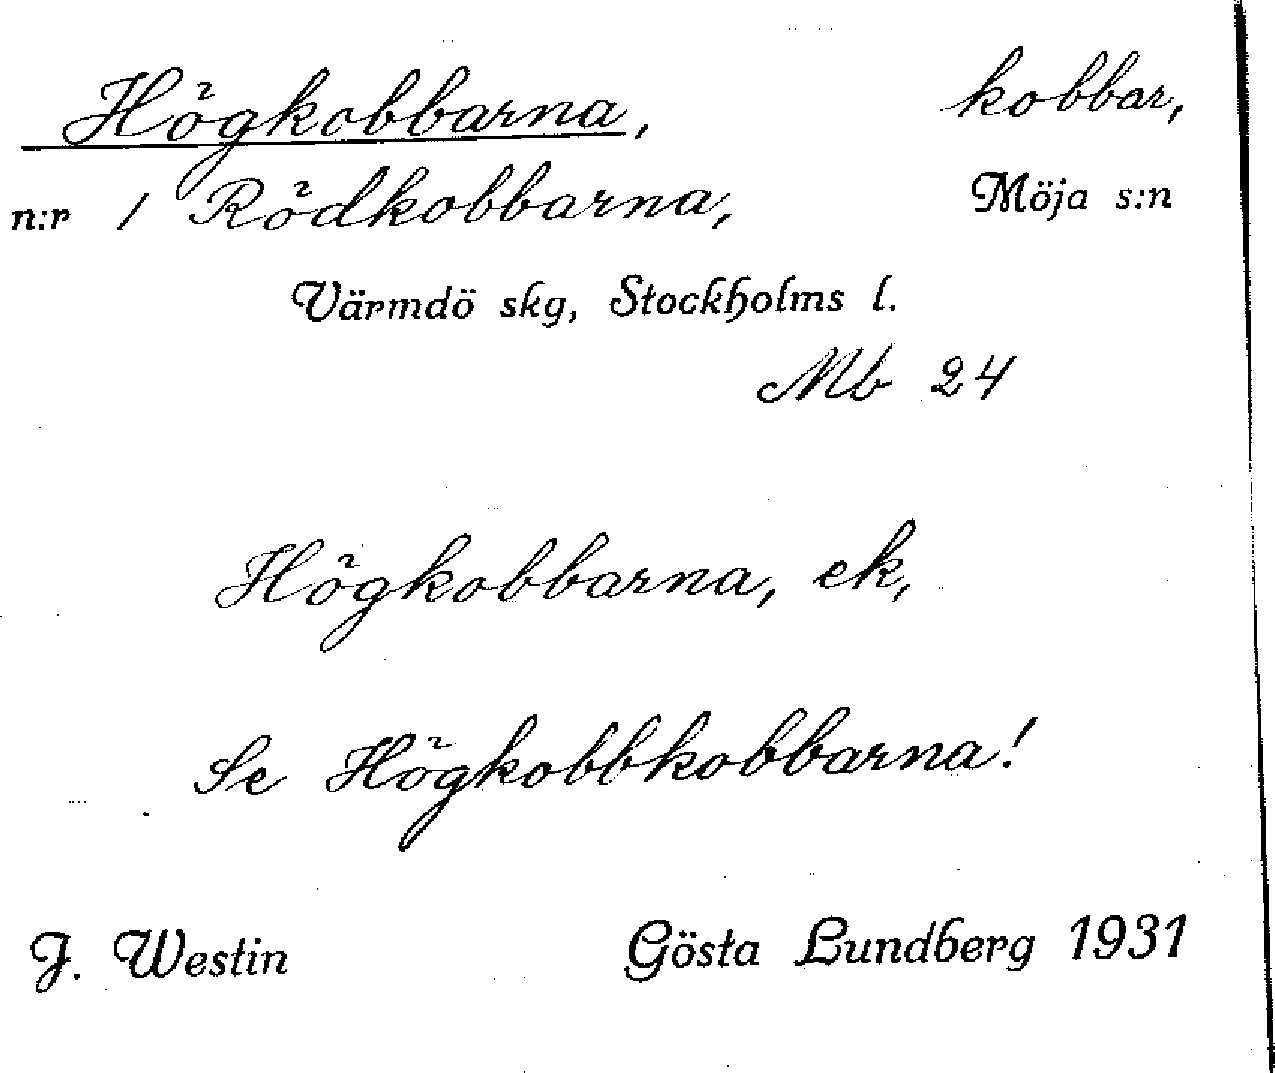 Högkobbarna, kobbar,
n:r 1 Rödkobbarna, Möja s:n
Värmdö skg, Stockholms l.
Mb 24
Högkobbarna, ek,
Se Högkobbkobbarna!
J. Westin Gösta Lundberg 1931